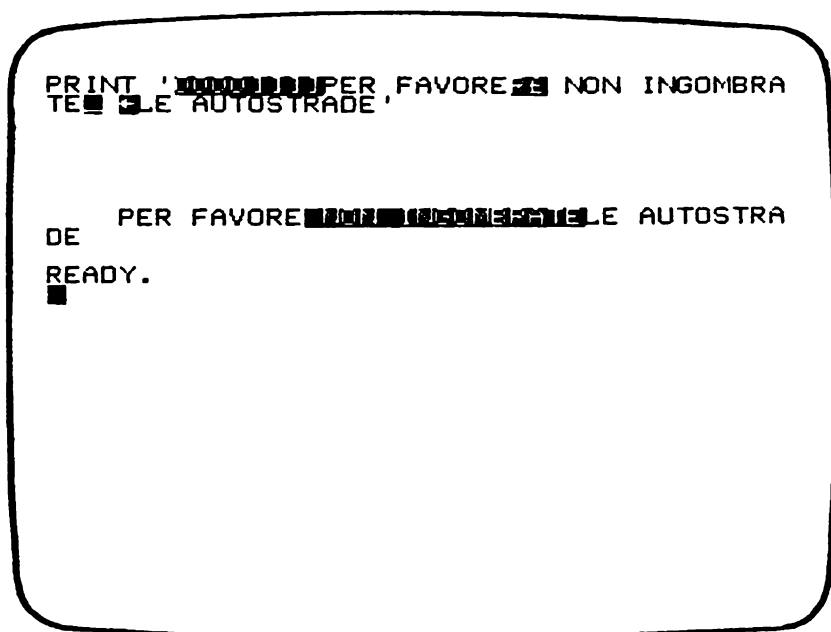 PRINT 'PER FAVORE NON INGOMBRA
TE LE AUTOSTRADE'
PER FAVORE LE AUTOSTRA
DE
READY.